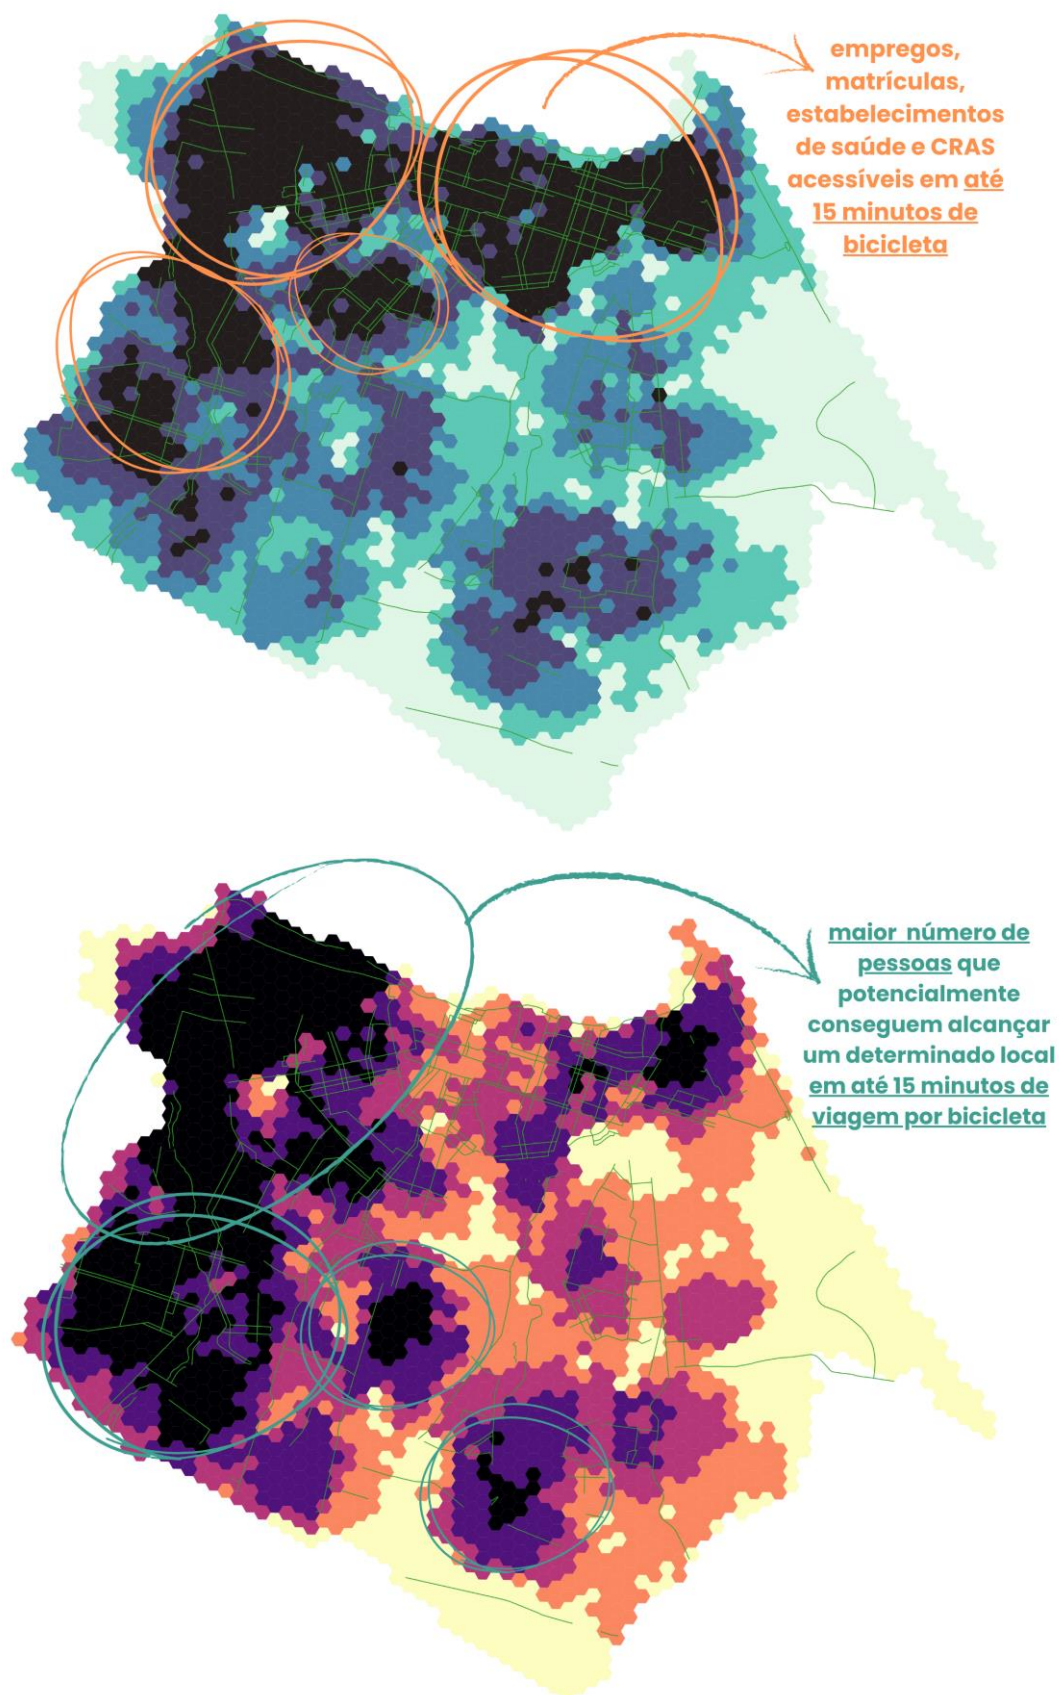 empregos,
matrículas,
estabelecimentos
de saúde e CRAS
acessíveis em até
15 minutos de
bicicleta
maior número de
pessoas que
potencialmente
conseguem alcançar
um determinado local
em até 15 minutos de
viagem por bicicleta